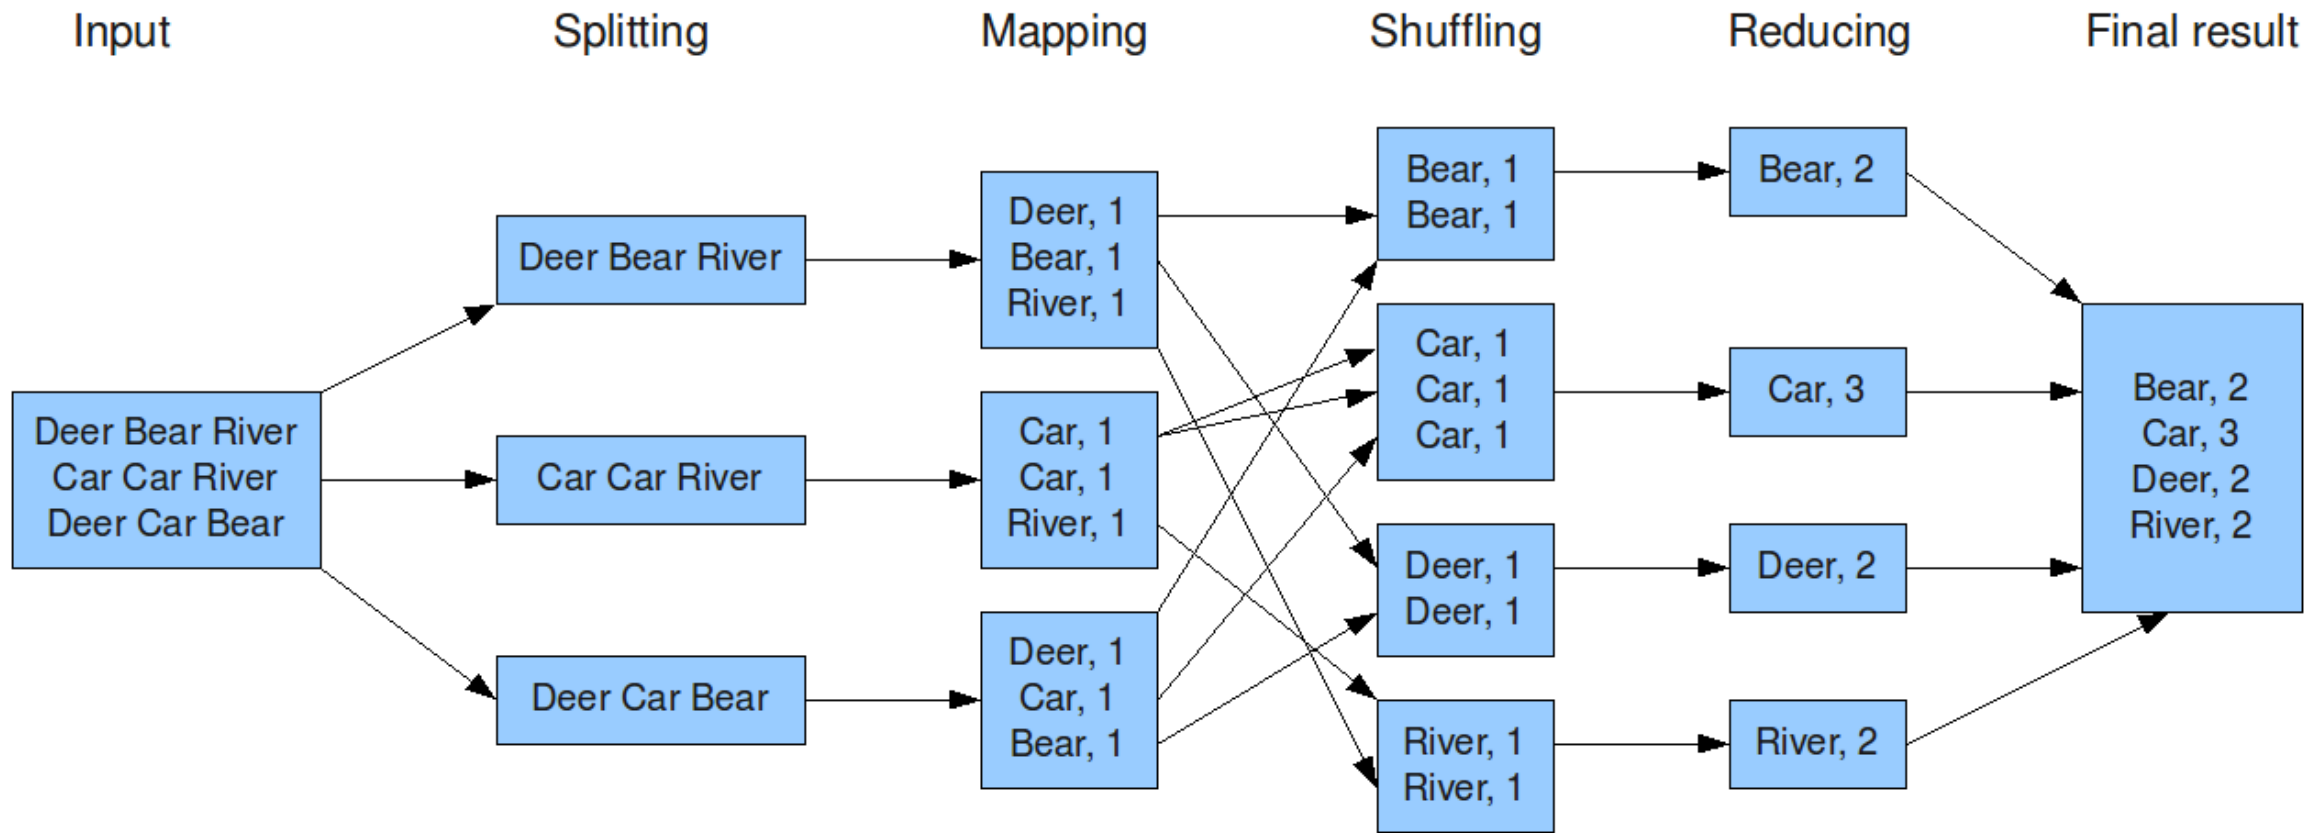 Input
Splitting
Mapping
Shuffling
Reducing
Final result
Deer Bear River
Car Car River
Deer Car Bear
Deer Bear River
Car Car River
Deer Car Bear
Deer, 1
Bear, 1
River, 1
Car, 1
Car, 1
River, 1
Deer, 1
Car, 1
Bear, 1
Bear, 1
Bear, 1
Car, 1
Car, 1
Car, 1
Deer, 1
Deer, 1
River, 1
River, 1
Bear, 2
Car, 3
Deer, 2
River, 2
Bear, 2
Car, 3
Deer, 2
River, 2